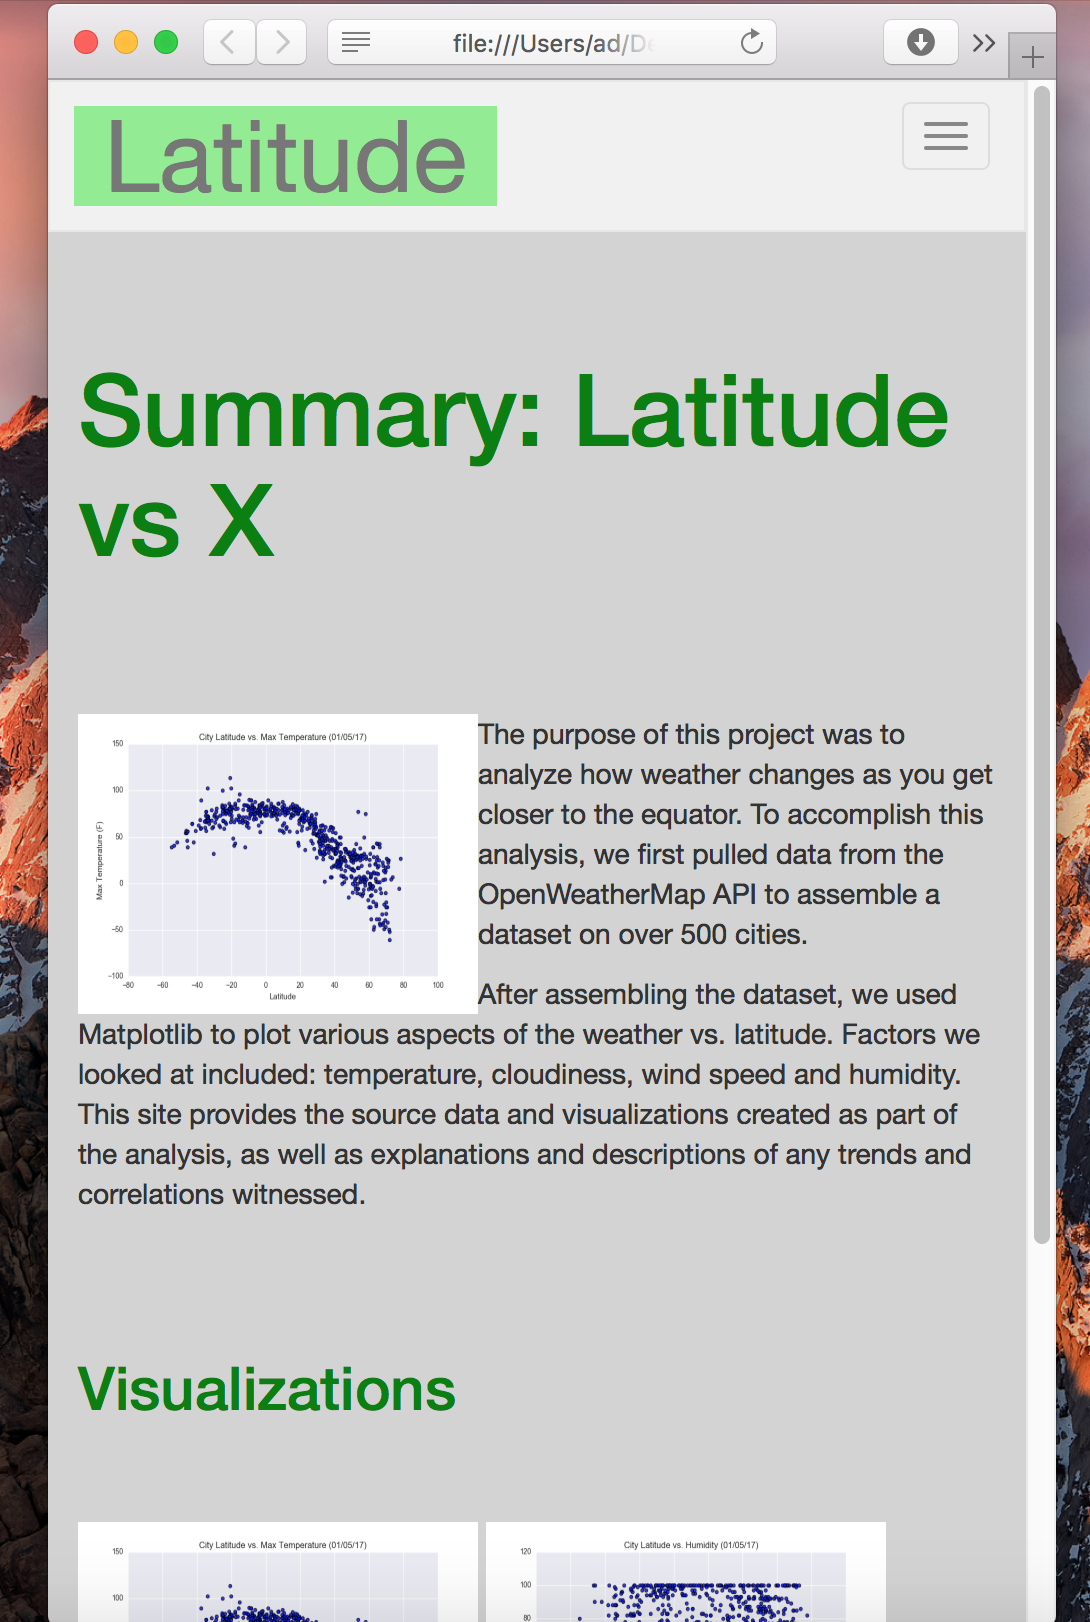 file:///Users/ad/De
Latitude
Summary: Latitude
vs X
City Latitude vs. Max Temperature (01/05/17)
150
100
50
0
−50
−100
Max Temperature (F)
−80 −60 −40 −20 0 20 40 60 80 100
Latitude
The purpose of this project was to
analyze how weather changes as you get
closer to the equator. To accomplish this
analysis, we first pulled data from the
OpenWeatherMap API to assemble a
dataset on over 500 cities.
After assembling the dataset, we used
Matplotlib to plot various aspects of the weather vs. latitude. Factors we
looked at included: temperature, cloudiness, wind speed and humidity.
This site provides the source data and visualizations created as part of
the analysis, as well as explanations and descriptions of any trends and
correlations witnessed.
Visualizations
City Latitude vs. Max Temperature (01/05/17)
150
100
City Latitude vs. Humidity (01/05/17)
120
100
80